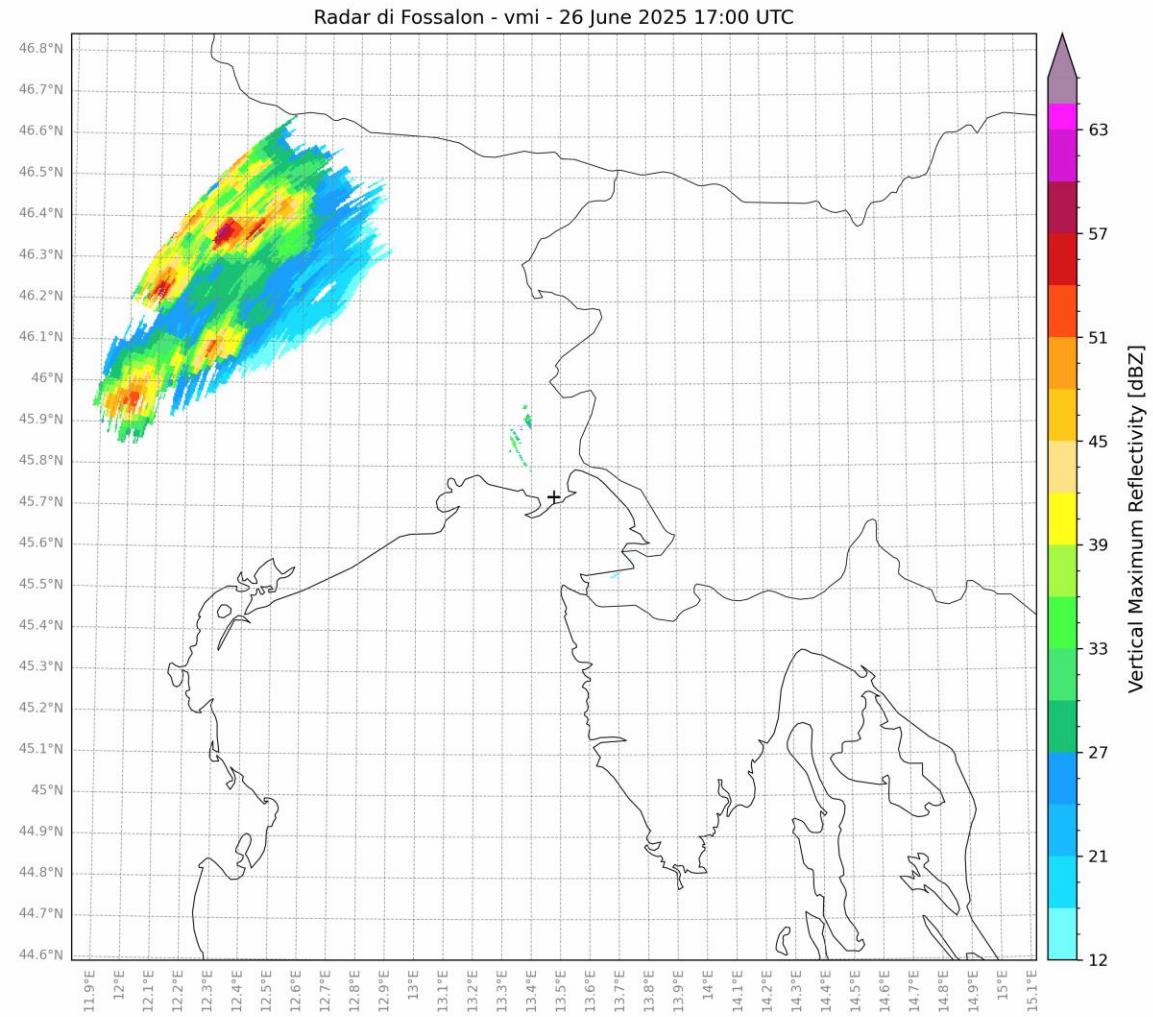 Radar di Fossalon - vmi - 26 June 2025 17:00 UTC
46.8°N
46.7°N
46.6°N
46.5°N
46.4°N
46.3°N
46.2°N
46.1°N
46°N
45.9°N
45.8°N
45.7°N
45.6°N
45.5°N
45.4°N
45.3°N
45.2°N
45.1°N
45°N
44.9°N
44.8°N
44.7°N
44.6°N
11.9°E 12°E 12.1°E 12.2°E 12.3°E 12.4°E 12.5°E 12.6°E 12.7°E 12.8°E 12.9°E 13°E 13.1°E 13.2°E 13.3°E 13.4°E 13.5°E 13.6°E 13.7°E 13.8°E 13.9°E 14°E 14.1°E 14.2°E 14.3°E 14.4°E 14.5°E 14.6°E 14.7°E 14.8°E 14.9°E 15°E 15.1°E
63
57
51
45
39
33
27
21
12
Vertical Maximum Reflectivity [dBZ]